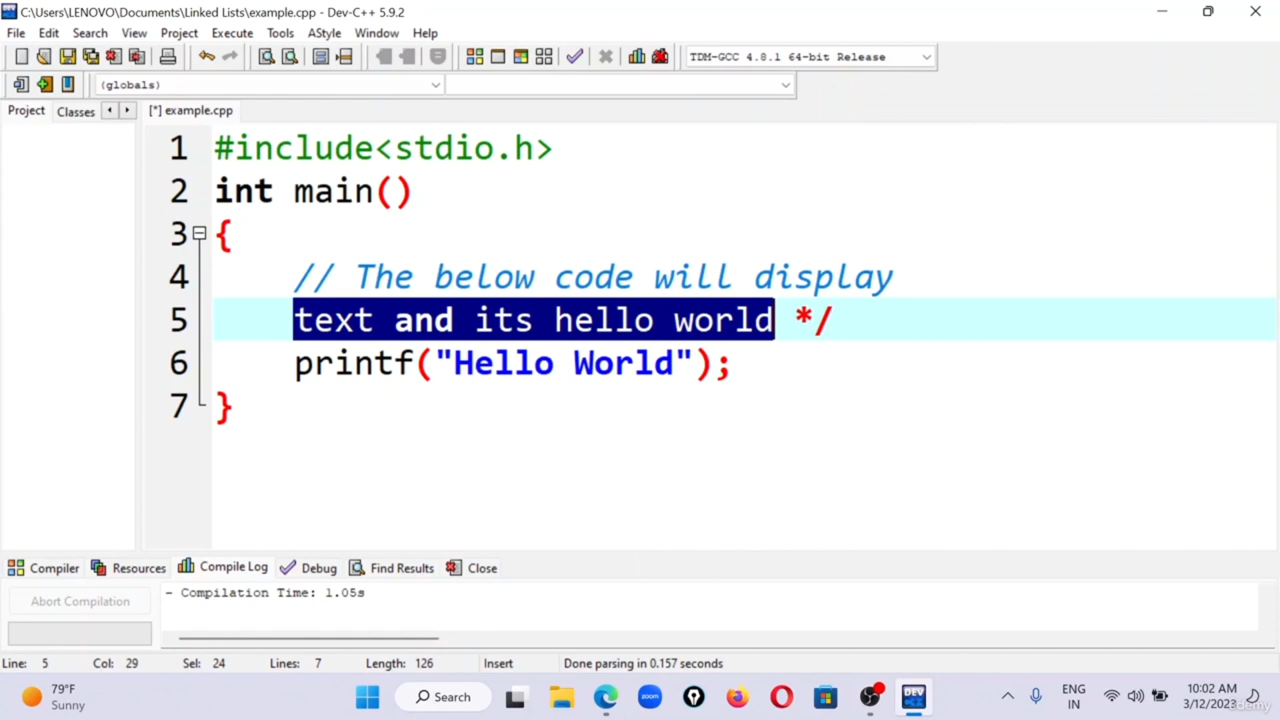 C:\Users\LENOVO\Documents\Linked Lists\example.cpp - Dev-C++ 5.9.2
File Edit Search View Project Execute Tools AStyle Window Help
TDM-GCC 4.8.1 64-bit Release
(globals)
Project Classes [*] example.cpp
1 #include<stdio.h>
2 int main()
3 {
4 // The below code will display
5 text and its hello world */
6 printf("Hello World");
7 }
Compiler Resources Compile Log Debug Find Results Close
Abort Compilation
- Compilation Time: 1.05s
Line: 5 Col: 29 Sel: 24 Lines: 7 Length: 126 Insert Done parsing in 0.157 seconds
79°F
Sunny
Search
zoom
DEV
ENG
IN
10:02 AM
3/12/2023
Udemy